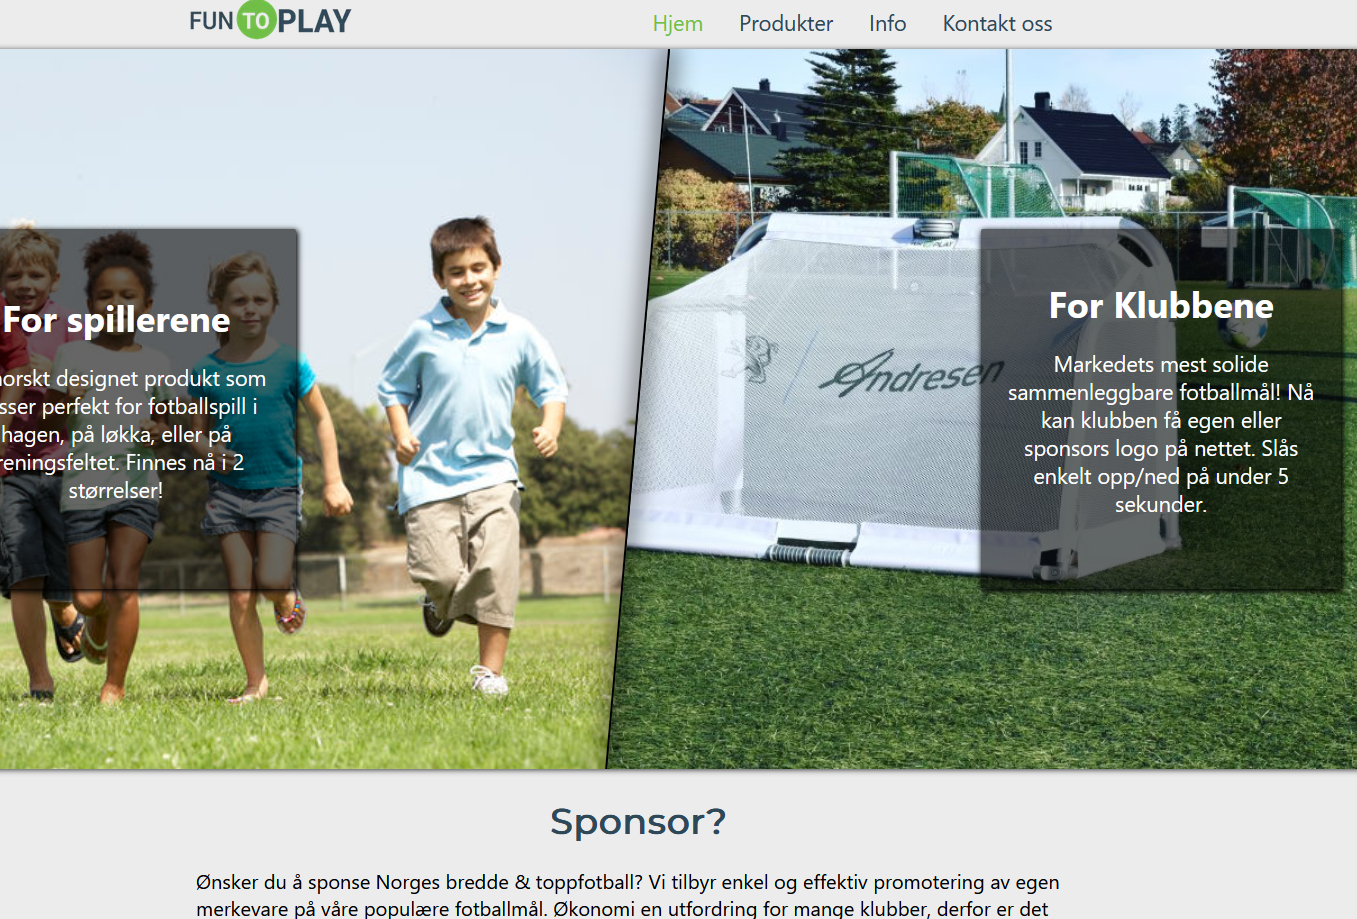 FUN TO PLAY
Hjem Produkter Info Kontakt oss
For spillerene
norskt designet produkt som
sser perfekt for fotballspill i
hagen, på løkka, eller på
reningsfeltet. Finnes nå i 2
størrelser!
Andresen
For Klubbene
Markedets mest solide
sammenleggbare fotballmål! Nå
kan klubben få egen eller
sponsors logo på nettet. Slås
enkelt opp/ned på under 5
sekunder.
Sponsor?
Ønsker du å sponse Norges bredde & toppfotball? Vi tilbyr enkel og effektiv promotering av egen
merkevare på våre populære fotballmål. Økonomi en utfordring for mange klubber, derfor er det